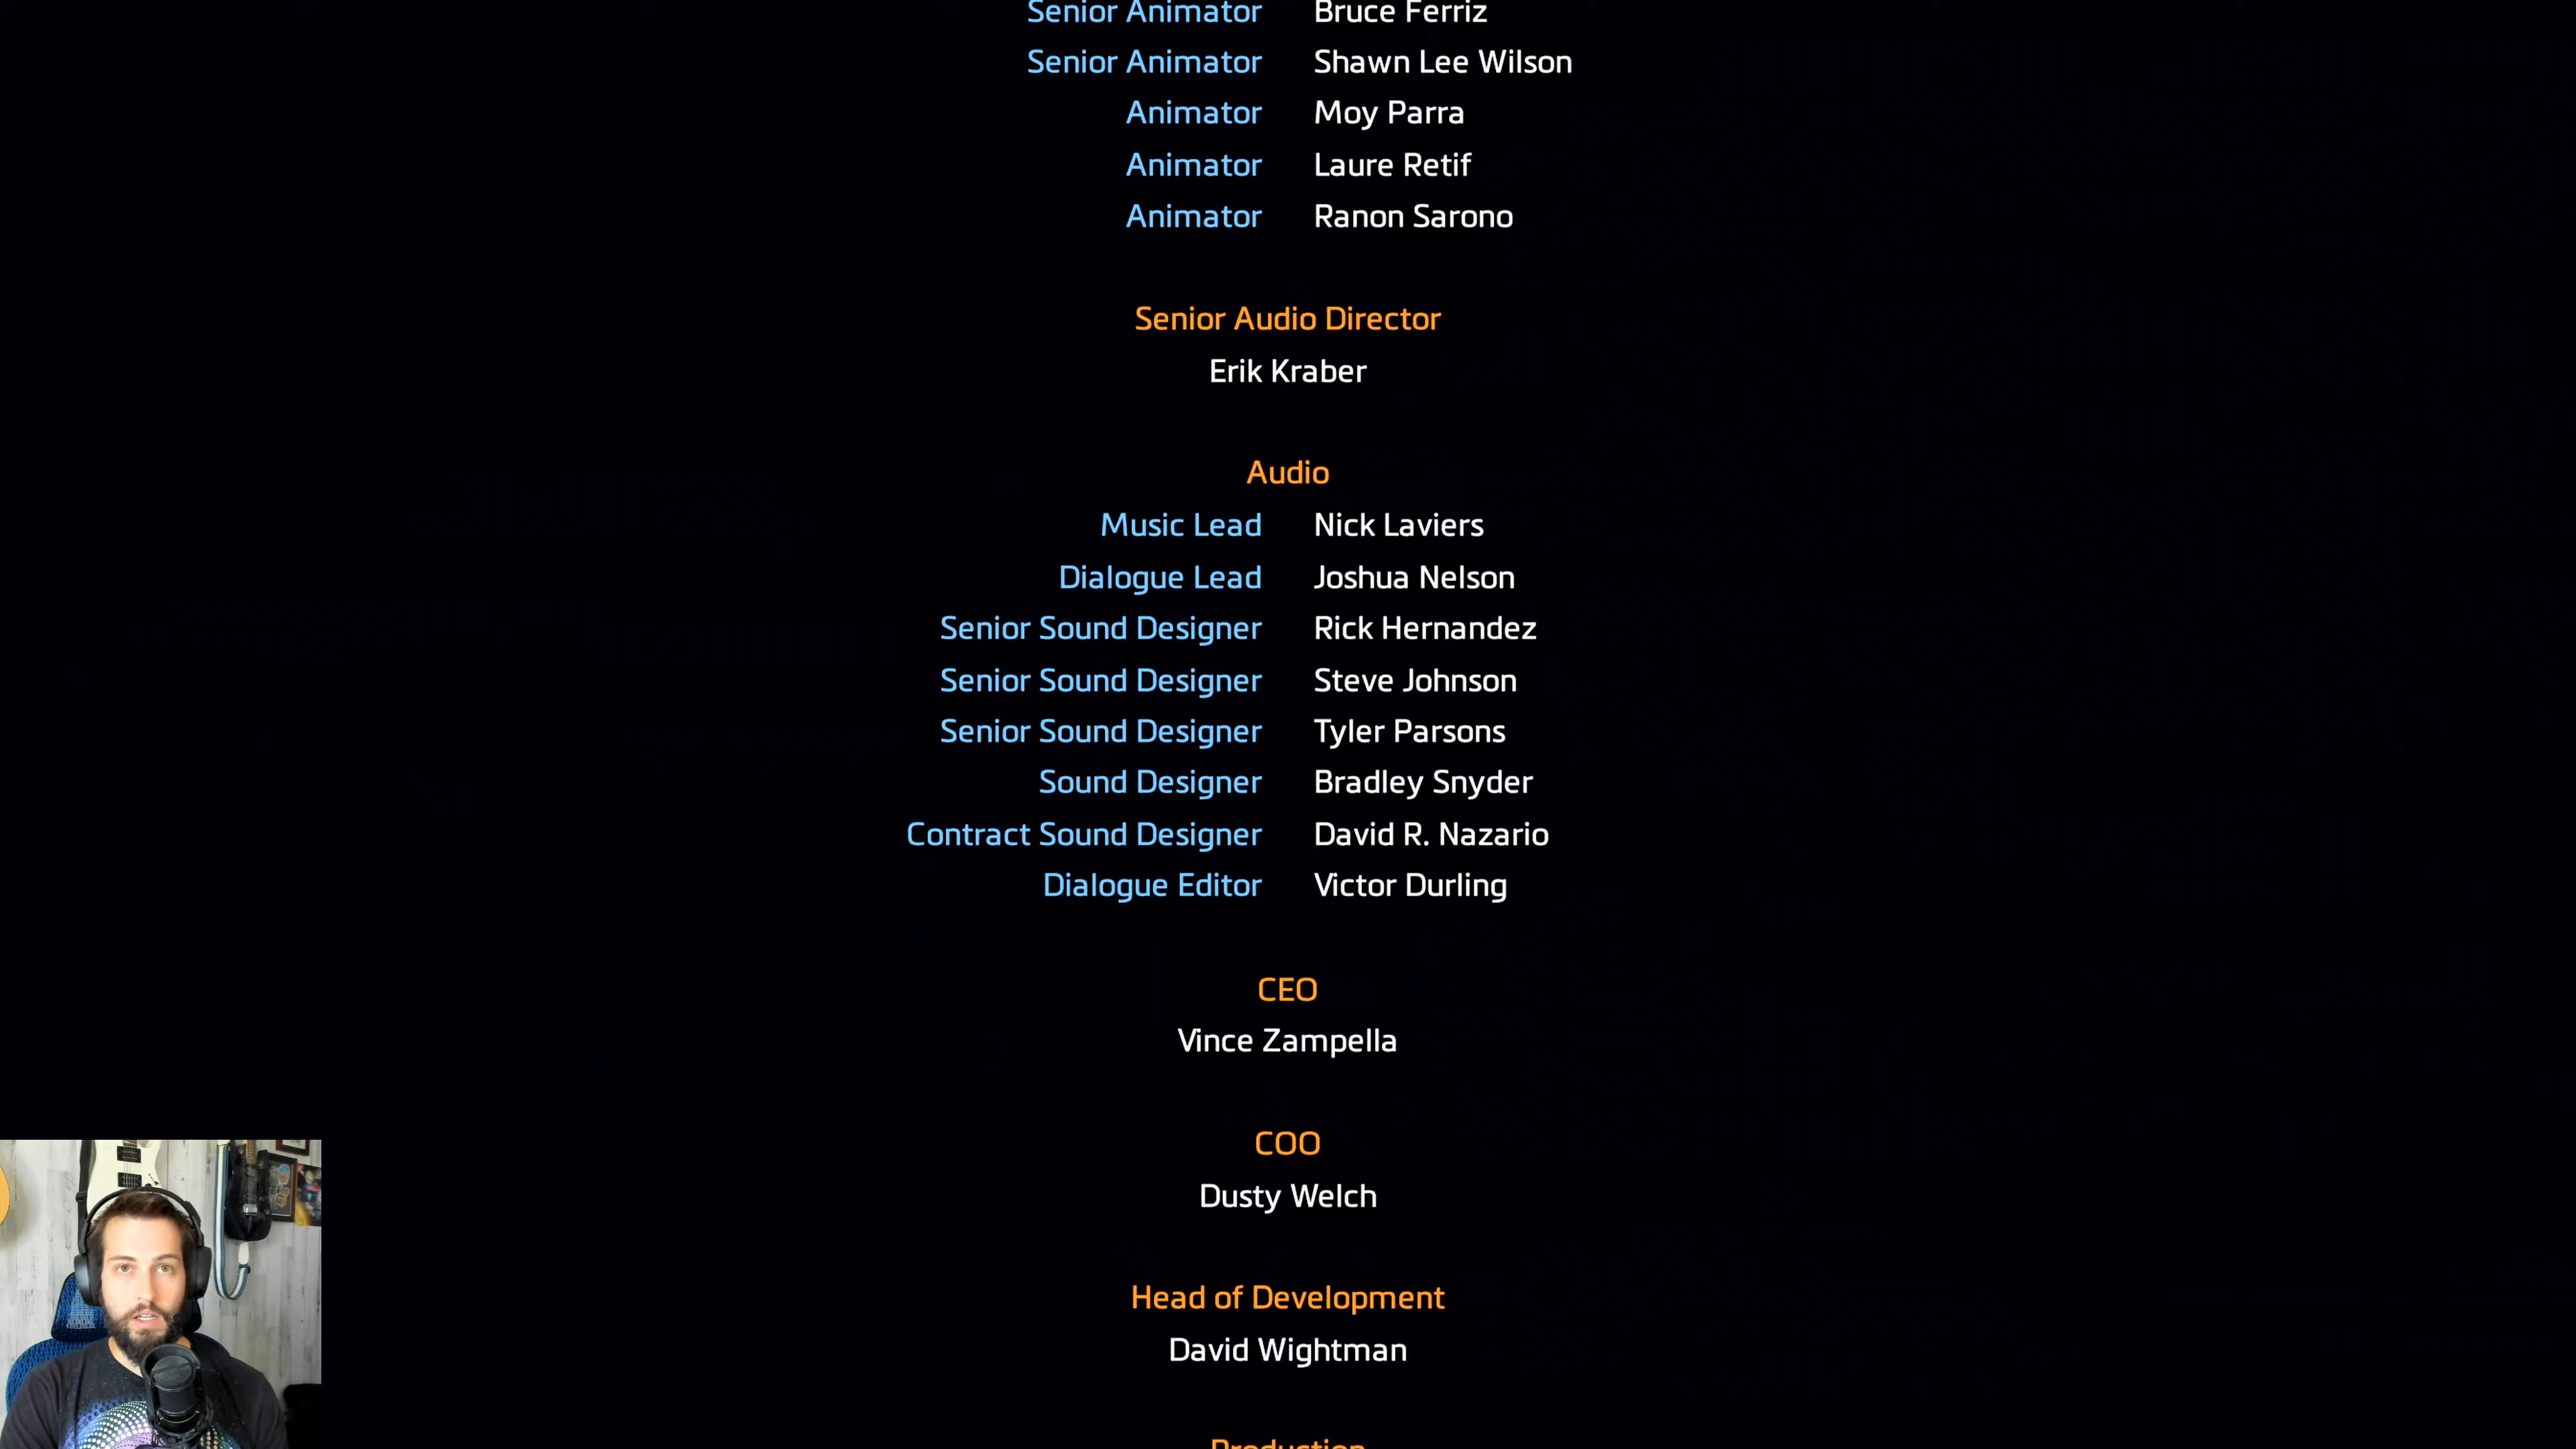 Senior Animator Bruce Ferriz
Senior Animator Shawn Lee Wilson
Animator Moy Parra
Animator Laure Retif
Animator Ranon Sarono
Senior Audio Director
Erik Kraber
Audio
Music Lead Nick Laviers
Dialogue Lead Joshua Nelson
Senior Sound Designer Rick Hernandez
Senior Sound Designer Steve Johnson
Senior Sound Designer Tyler Parsons
Sound Designer Bradley Snyder
Contract Sound Designer David R. Nazario
Dialogue Editor Victor Durling
CEO
Vince Zampella
COO
Dusty Welch
Head of Development
David Wightman
Production